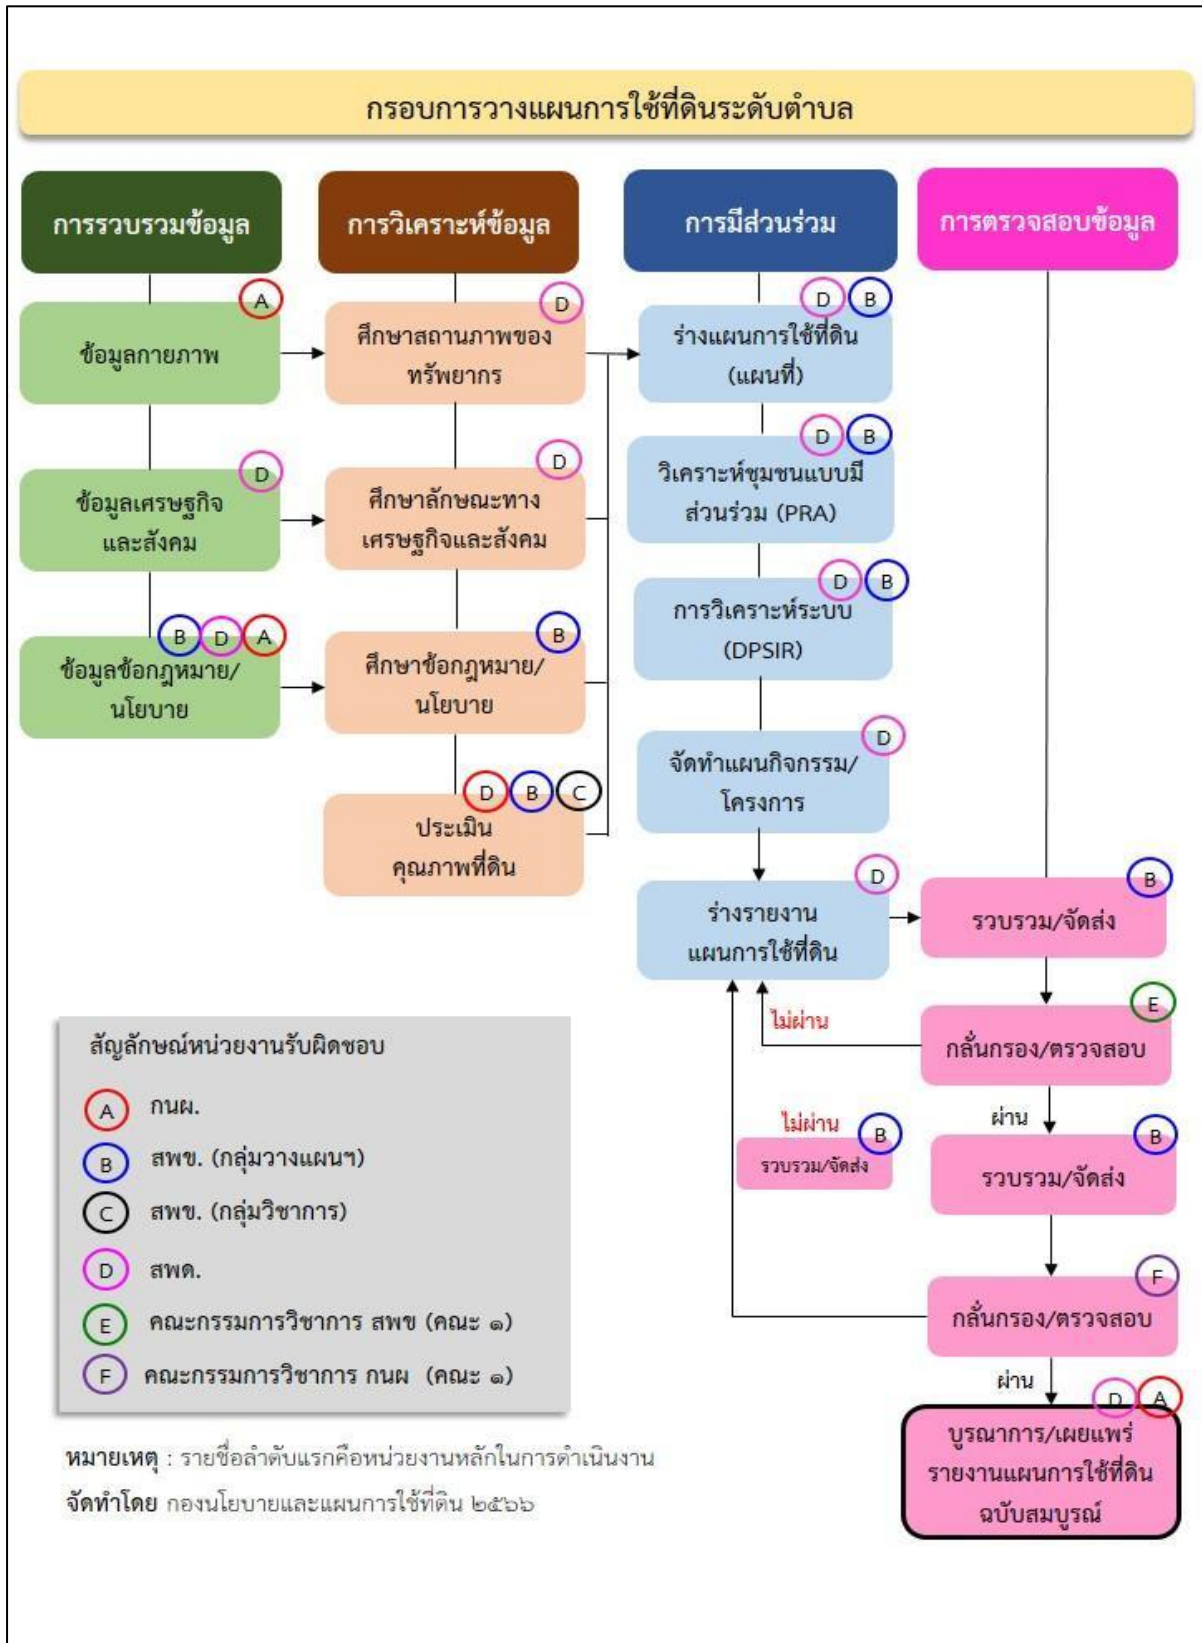 กรอบการวางแผนการใช้ที่ดินระดับตำบล
การรวบรวมข้อมูล
A
ข้อมูลกายภาพ
D
ข้อมูลเศรษฐกิจ
และสังคม
B D A
ข้อมูลข้อกฎหมาย/
นโยบาย
การวิเคราะห์ข้อมูล
D
ศึกษาสถานภาพของ
ทรัพยากร
D
ศึกษาลักษณะทาง
เศรษฐกิจและสังคม
B
ศึกษาข้อกฎหมาย/
นโยบาย
D B C
ประเมิน
คุณภาพที่ดิน
การมีส่วนร่วม
D B
ร่างแผนการใช้ที่ดิน
(แผนที่)
D B
วิเคราะห์ชุมชนแบบมี
ส่วนร่วม (PRA)
D B
การวิเคราะห์ระบบ
(DPSIR)
D
จัดทำแผนกิจกรรม/
โครงการ
D
ร่างรายงาน
แผนการใช้ที่ดิน
การตรวจสอบข้อมูล
B
รวบรวม/จัดส่ง
E
กลั่นกรอง/ตรวจสอบ
ไม่ผ่าน
ผ่าน
B
รวบรวม/จัดส่ง
ไม่ผ่าน
B
รวบรวม/จัดส่ง
F
กลั่นกรอง/ตรวจสอบ
ผ่าน
D A
บูรณาการ/เผยแพร่
รายงานแผนการใช้ที่ดิน
ฉบับสมบูรณ์
สัญลักษณ์หน่วยงานรับผิดชอบ
A กนผ.
B สพข. (กลุ่มวางแผนฯ)
C สพข. (กลุ่มวิชาการ)
D สพด.
E คณะกรรมการวิชาการ สพข (คณะ ๑)
F คณะกรรมการวิชาการ กนผ (คณะ ๑)
หมายเหตุ : รายชื่อลำดับแรกคือหน่วยงานหลักในการดำเนินงาน
จัดทำโดย กองนโยบายและแผนการใช้ที่ดิน ๒๕๖๖